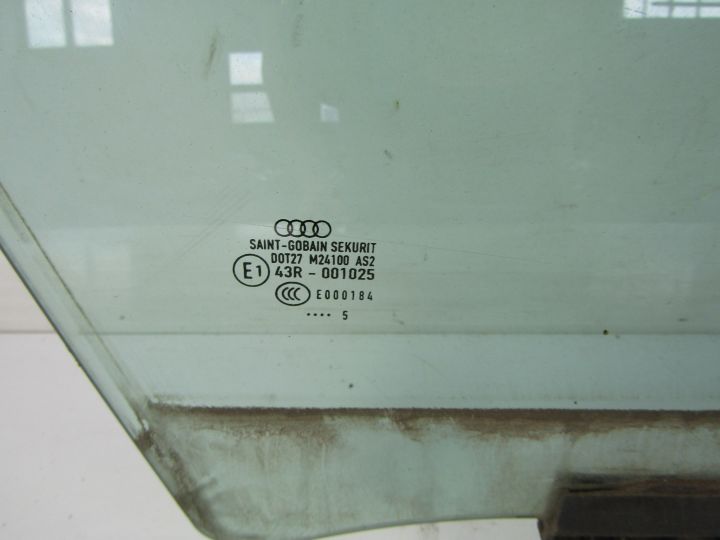 SAINT-GOBAIN SEKURIT
DOT27 M24100 AS2
E1 43R - 001025
CCC E000184
.... 5